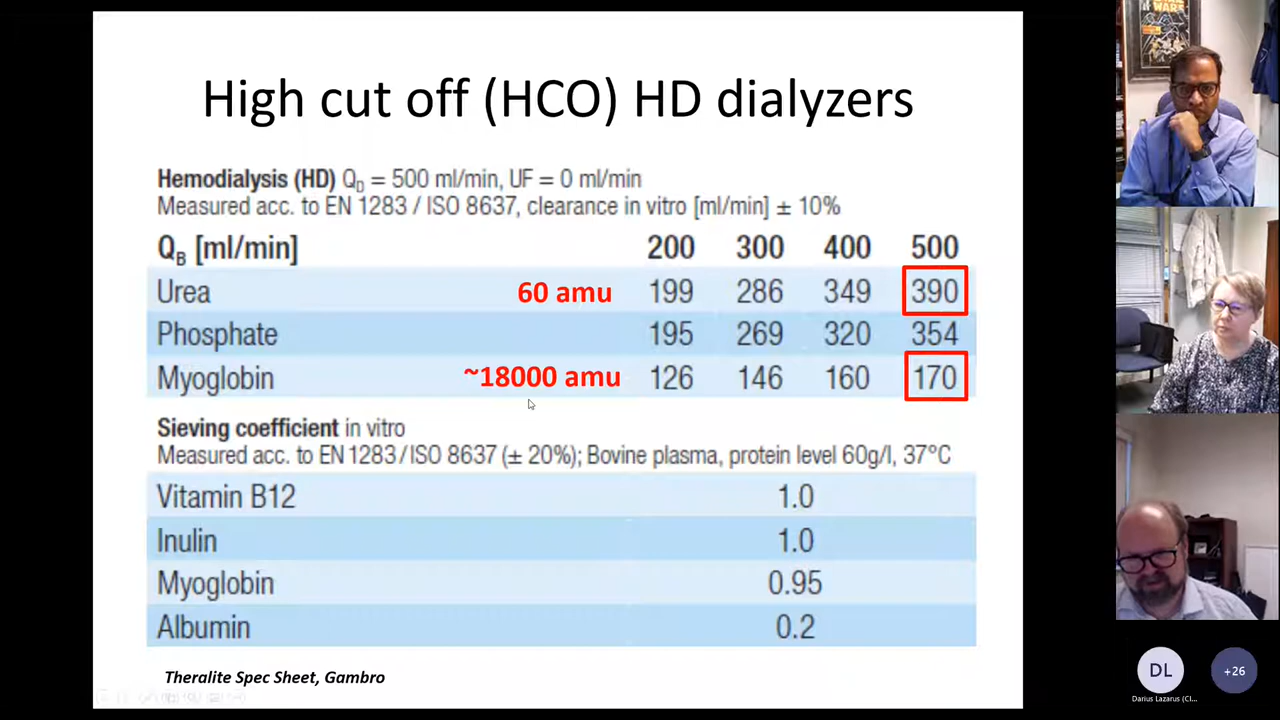 High cut off (HCO) HD dialyzers
Hemodialysis (HD) QD = 500 ml/min, UF = 0 ml/min
Measured acc. to EN 1283 / ISO 8637, clearance in vitro [ml/min] ± 10%
QB [ml/min] 200 300 400 500
Urea 60 amu 199 286 349 390
Phosphate 195 269 320 354
Myoglobin ~18000 amu 126 146 160 170
Sieving coefficient in vitro
Measured acc. to EN 1283/ISO 8637 (± 20%); Bovine plasma, protein level 60g/l, 37°C
Vitamin B12 1.0
Inulin 1.0
Myoglobin 0.95
Albumin 0.2
Theralite Spec Sheet, Gambro
WARS
DL
+26
Darius Lazarus (Cl...